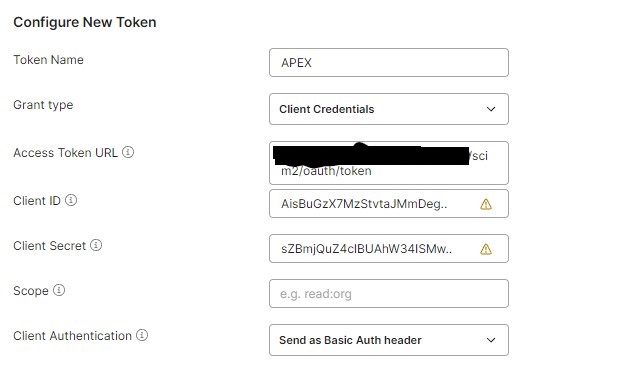 Configure New Token
Token Name
APEX
Grant type
Client Credentials
Access Token URL
/sci
m2/oauth/token
Client ID
AisBuGzX7MzStvtaJMmDeg..
Client Secret
sZBmjQuZ4cIBUAhW34ISMw..
Scope
e.g. read:org
Client Authentication
Send as Basic Auth header